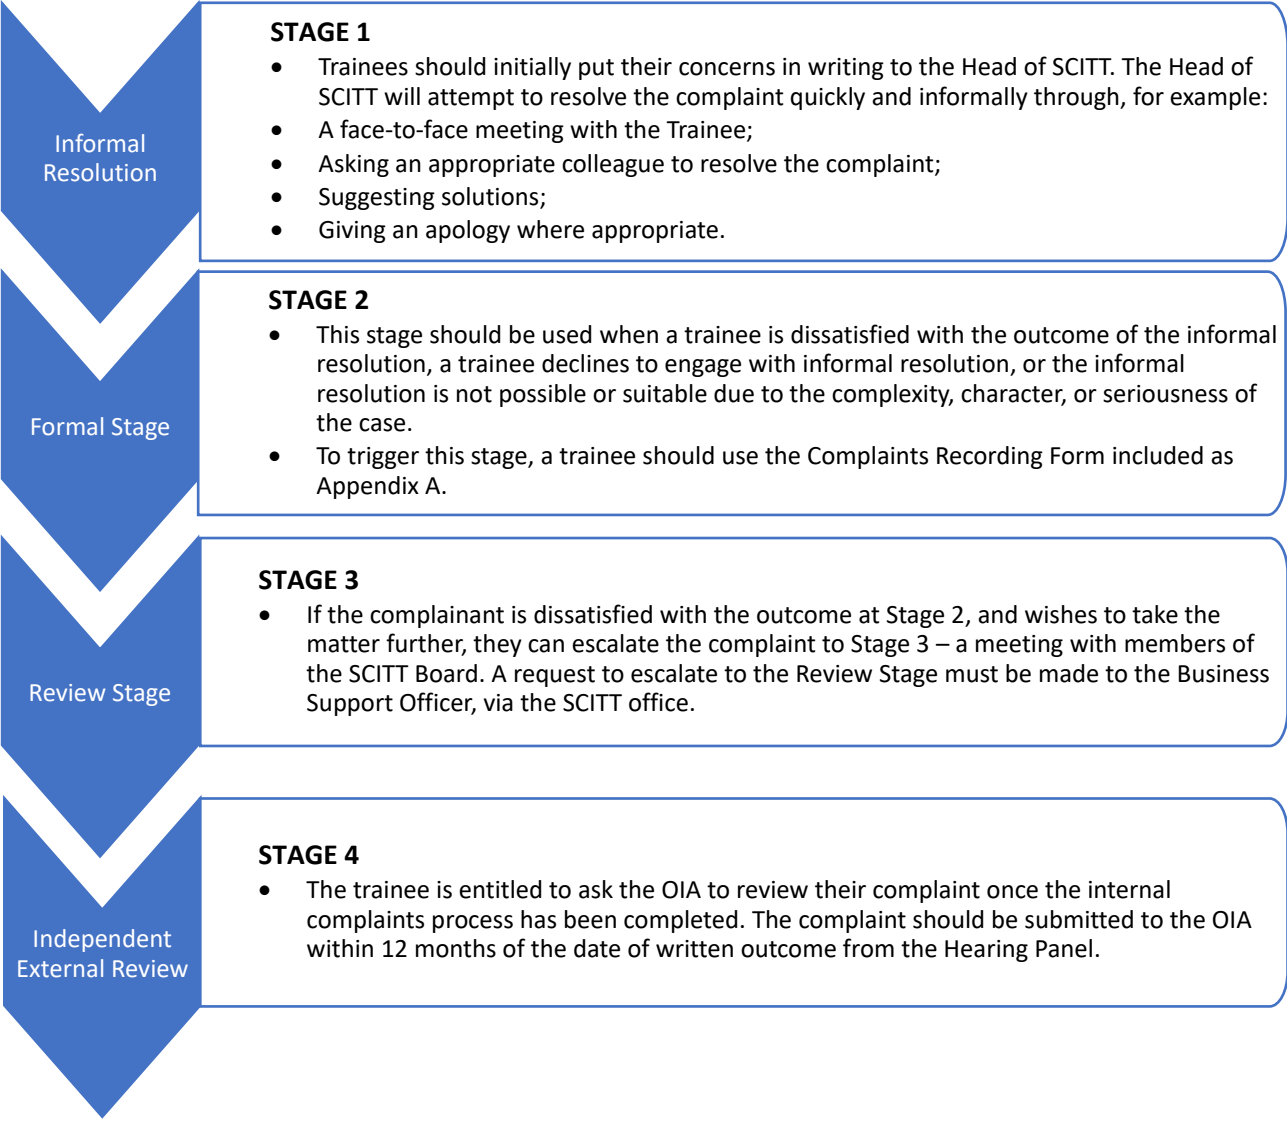 Informal
Resolution
STAGE 1
• Trainees should initially put their concerns in writing to the Head of SCITT. The Head of
SCITT will attempt to resolve the complaint quickly and informally through, for example:
• A face-to-face meeting with the Trainee;
• Asking an appropriate colleague to resolve the complaint;
• Suggesting solutions;
• Giving an apology where appropriate.
Formal Stage
STAGE 2
• This stage should be used when a trainee is dissatisfied with the outcome of the informal
resolution, a trainee declines to engage with informal resolution, or the informal
resolution is not possible or suitable due to the complexity, character, or seriousness of
the case.
• To trigger this stage, a trainee should use the Complaints Recording Form included as
Appendix A.
Review Stage
STAGE 3
• If the complainant is dissatisfied with the outcome at Stage 2, and wishes to take the
matter further, they can escalate the complaint to Stage 3 – a meeting with members of
the SCITT Board. A request to escalate to the Review Stage must be made to the Business
Support Officer, via the SCITT office.
Independent
External Review
STAGE 4
• The trainee is entitled to ask the OIA to review their complaint once the internal
complaints process has been completed. The complaint should be submitted to the OIA
within 12 months of the date of written outcome from the Hearing Panel.